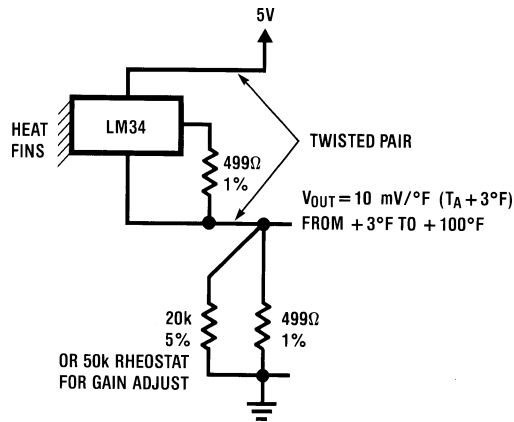 5V
HEAT
FINS
LM34
499Ω
1%
TWISTED PAIR
VOUT = 10 mV/°F (TA + 3°F)
FROM + 3°F TO + 100°F
20k
5%
499Ω
1%
OR 50k RHEOSTAT
FOR GAIN ADJUST